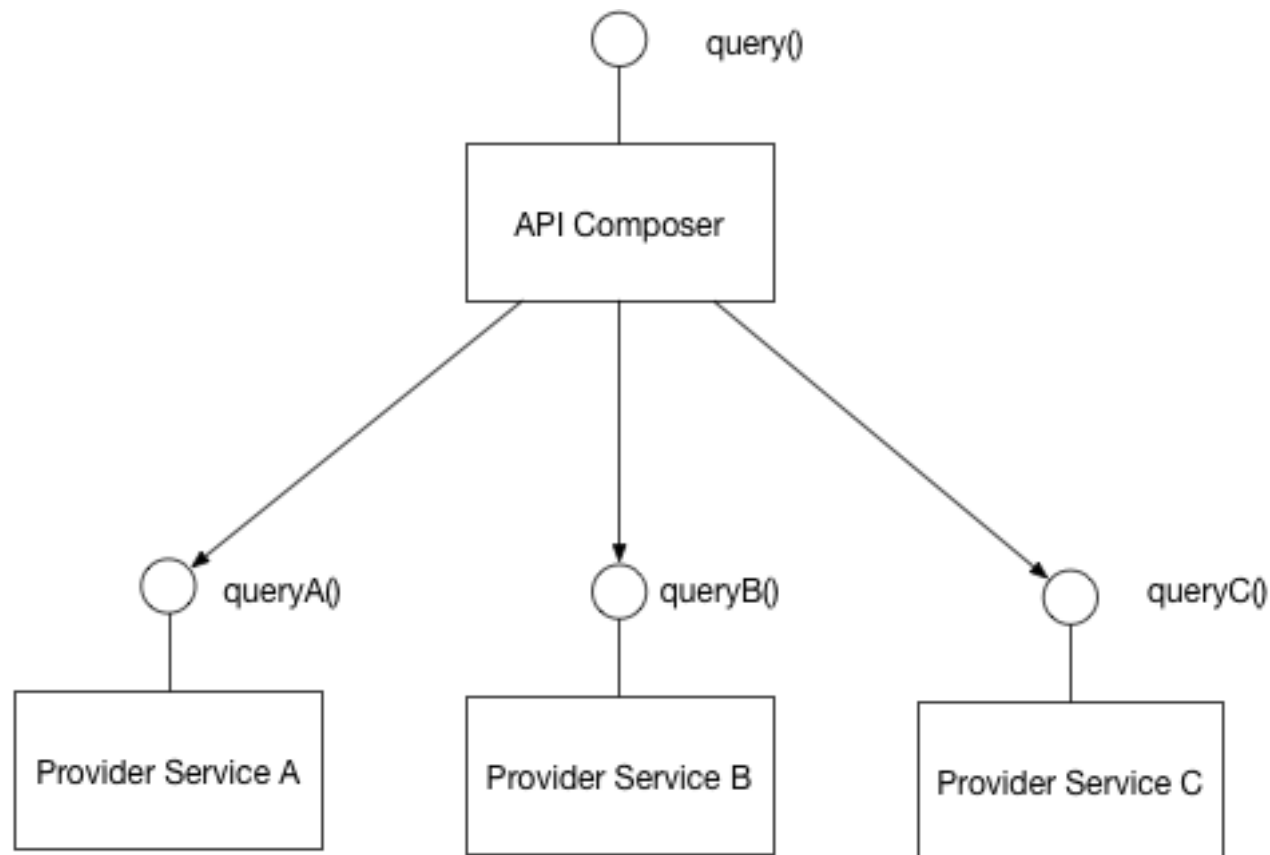 query()
API Composer
queryA()
queryB()
queryC()
Provider Service A
Provider Service B
Provider Service C